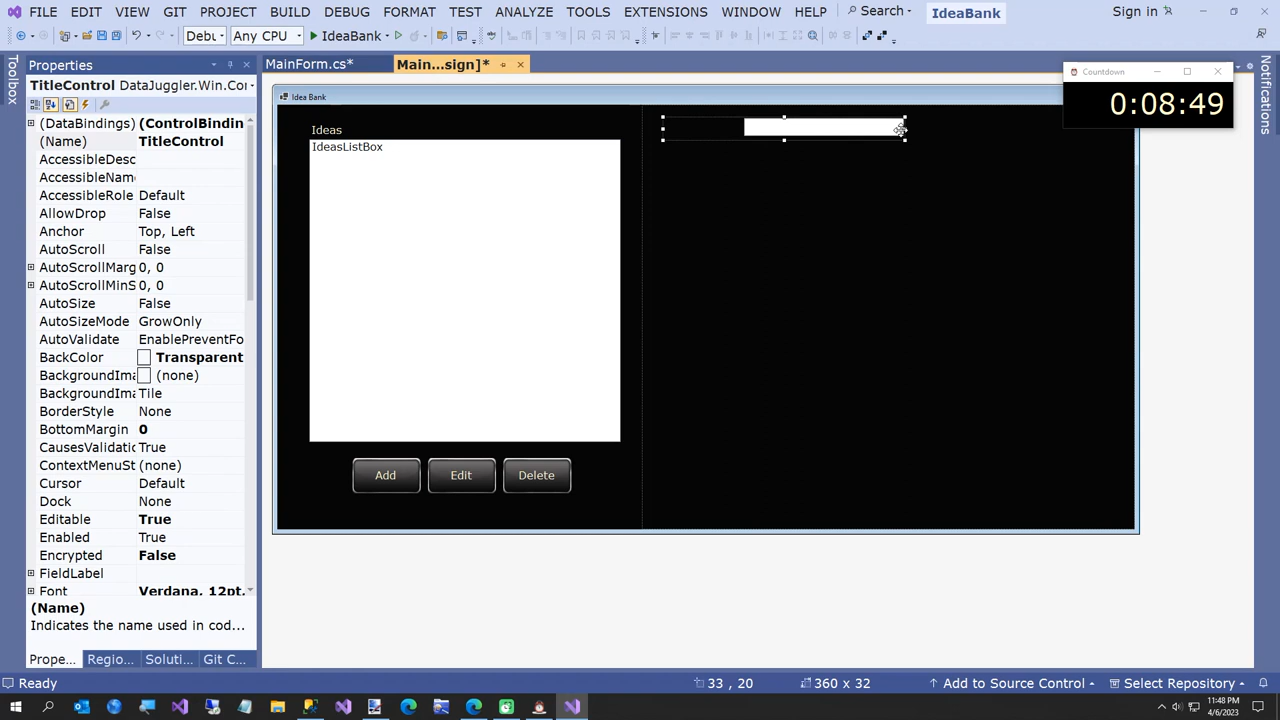 FILE EDIT VIEW GIT PROJECT BUILD DEBUG FORMAT TEST ANALYZE TOOLS EXTENSIONS WINDOW HELP Search IdeaBank Sign in
Debu Any CPU IdeaBank
Toolbox
Properties
MainForm.cs*
Main...sign]*
Notifications
Countdown
0:08:49
TitleControl DataJuggler.Win.Cor
(DataBindings) (ControlBindin
(Name) TitleControl
AccessibleDesc
AccessibleName
AccessibleRole Default
AllowDrop False
Anchor Top, Left
AutoScroll False
AutoScrollMarg 0, 0
AutoScrollMinS 0, 0
AutoSize False
AutoSizeMode GrowOnly
AutoValidate EnablePreventFo
BackColor Transparent
BackgroundIma (none)
BackgroundIma Tile
BorderStyle None
BottomMargin 0
CausesValidatic True
ContextMenuSt (none)
Cursor Default
Dock None
Editable True
Enabled True
Encrypted False
FieldLabel
Font Verdana, 12pt,
(Name)
Indicates the name used in cod...
Prope... Regio... Soluti... Git C...
Idea Bank
Ideas
IdeasListBox
Add Edit Delete
Ready 33 , 20 360 x 32 Add to Source Control Select Repository
11:48 PM
4/6/2023